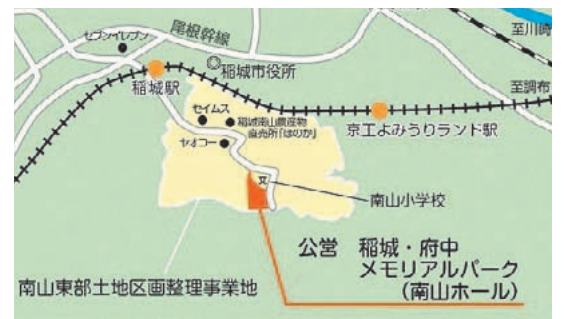 尾根幹線
至川崎
セブンイレブン
稲城市役所
稲城駅
至調布
セイムス
稲城南山農産物
直売所「ほのか」
京王よみうりランド駅
ヤオコー
文
南山小学校
公営 稲城・府中
メモリアルパーク
(南山ホール)
南山東部土地区画整理事業地